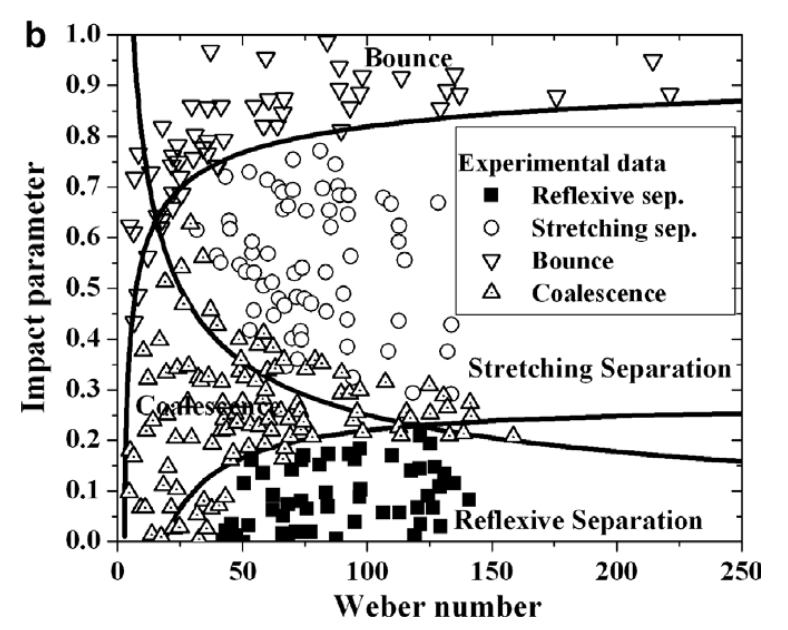 b
1.0
0.9
0.8
0.7
0.6
0.5
0.4
0.3
0.2
0.1
0.0
Impact parameter
Bounce
Experimental data
Reflexive sep.
Stretching sep.
Bounce
Coalescence
Stretching Separation
Coalescence
Reflexive Separation
0 50 100 150 200 250
Weber number